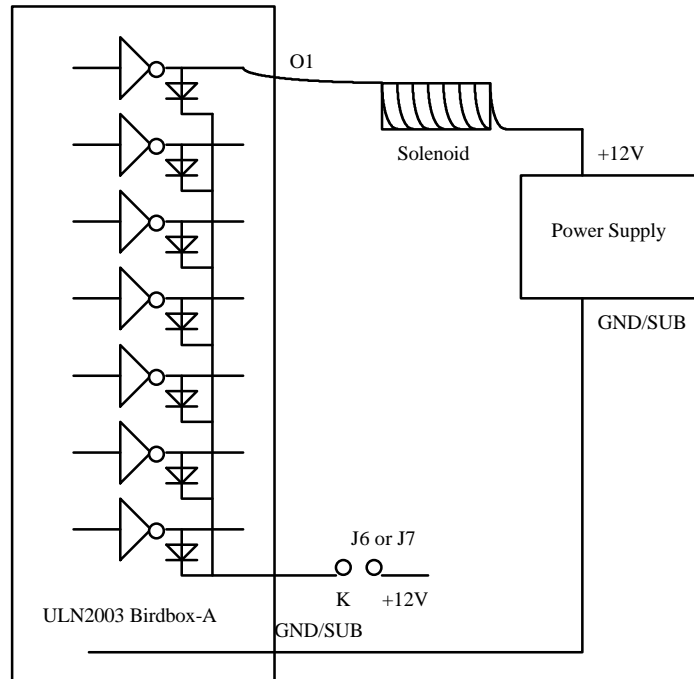 O1
Solenoid
+12V
Power Supply
GND/SUB
J6 or J7
K +12V
ULN2003 Birdbox-A
GND/SUB